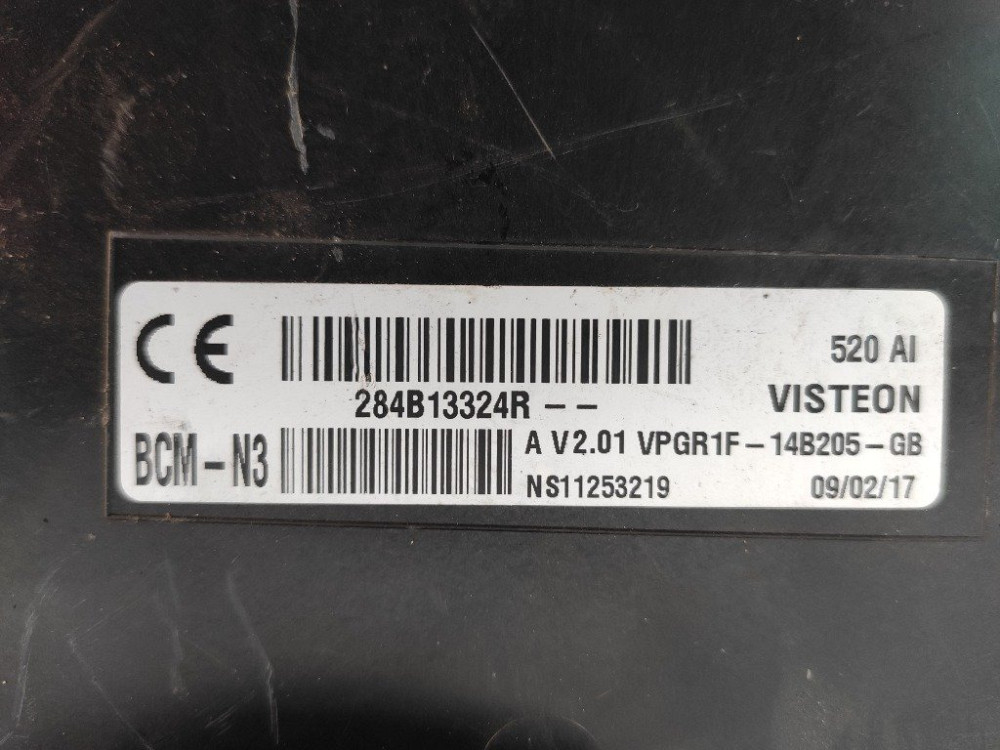 CE 520 AI
284B13324R -- VISTEON
BCM-N3 A V2.01 VPGR1F-14B205-GB
NS11253219 09/02/17